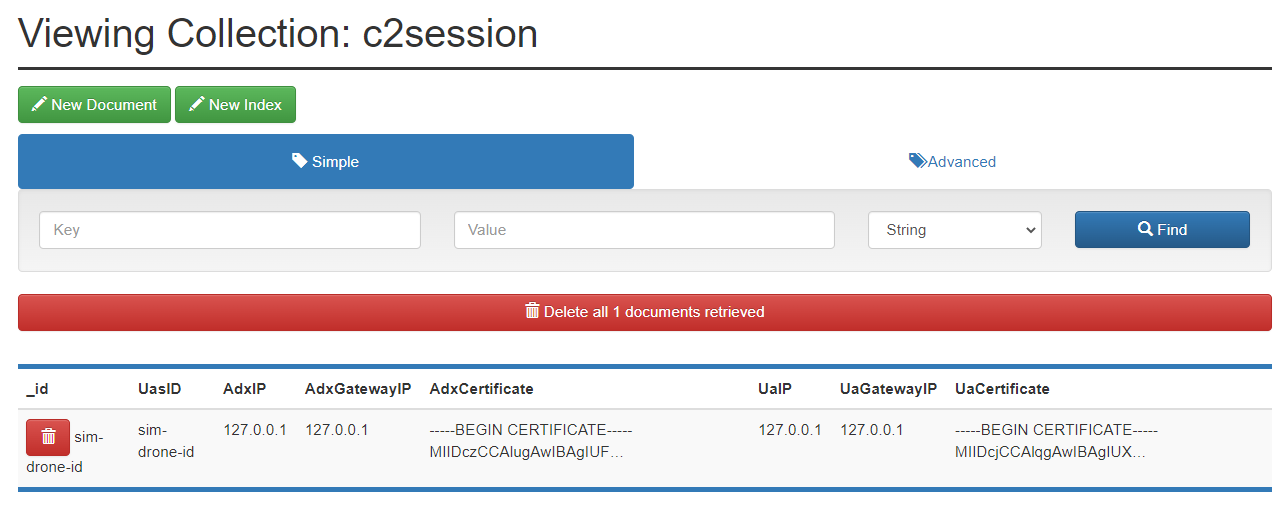 Viewing Collection: c2session
New Document New Index
Simple Advanced
Key Value String Find
Delete all 1 documents retrieved
_id UasID AdxIP AdxGatewayIP AdxCertificate UaIP UaGatewayIP UaCertificate
sim- sim- 127.0.0.1 127.0.0.1 -----BEGIN CERTIFICATE----- 127.0.0.1 127.0.0.1 -----BEGIN CERTIFICATE-----
drone-id drone-id MIIDczCCAlugAwIBAgIUF... MIIDcjCCAlqgAwIBAgIUX...